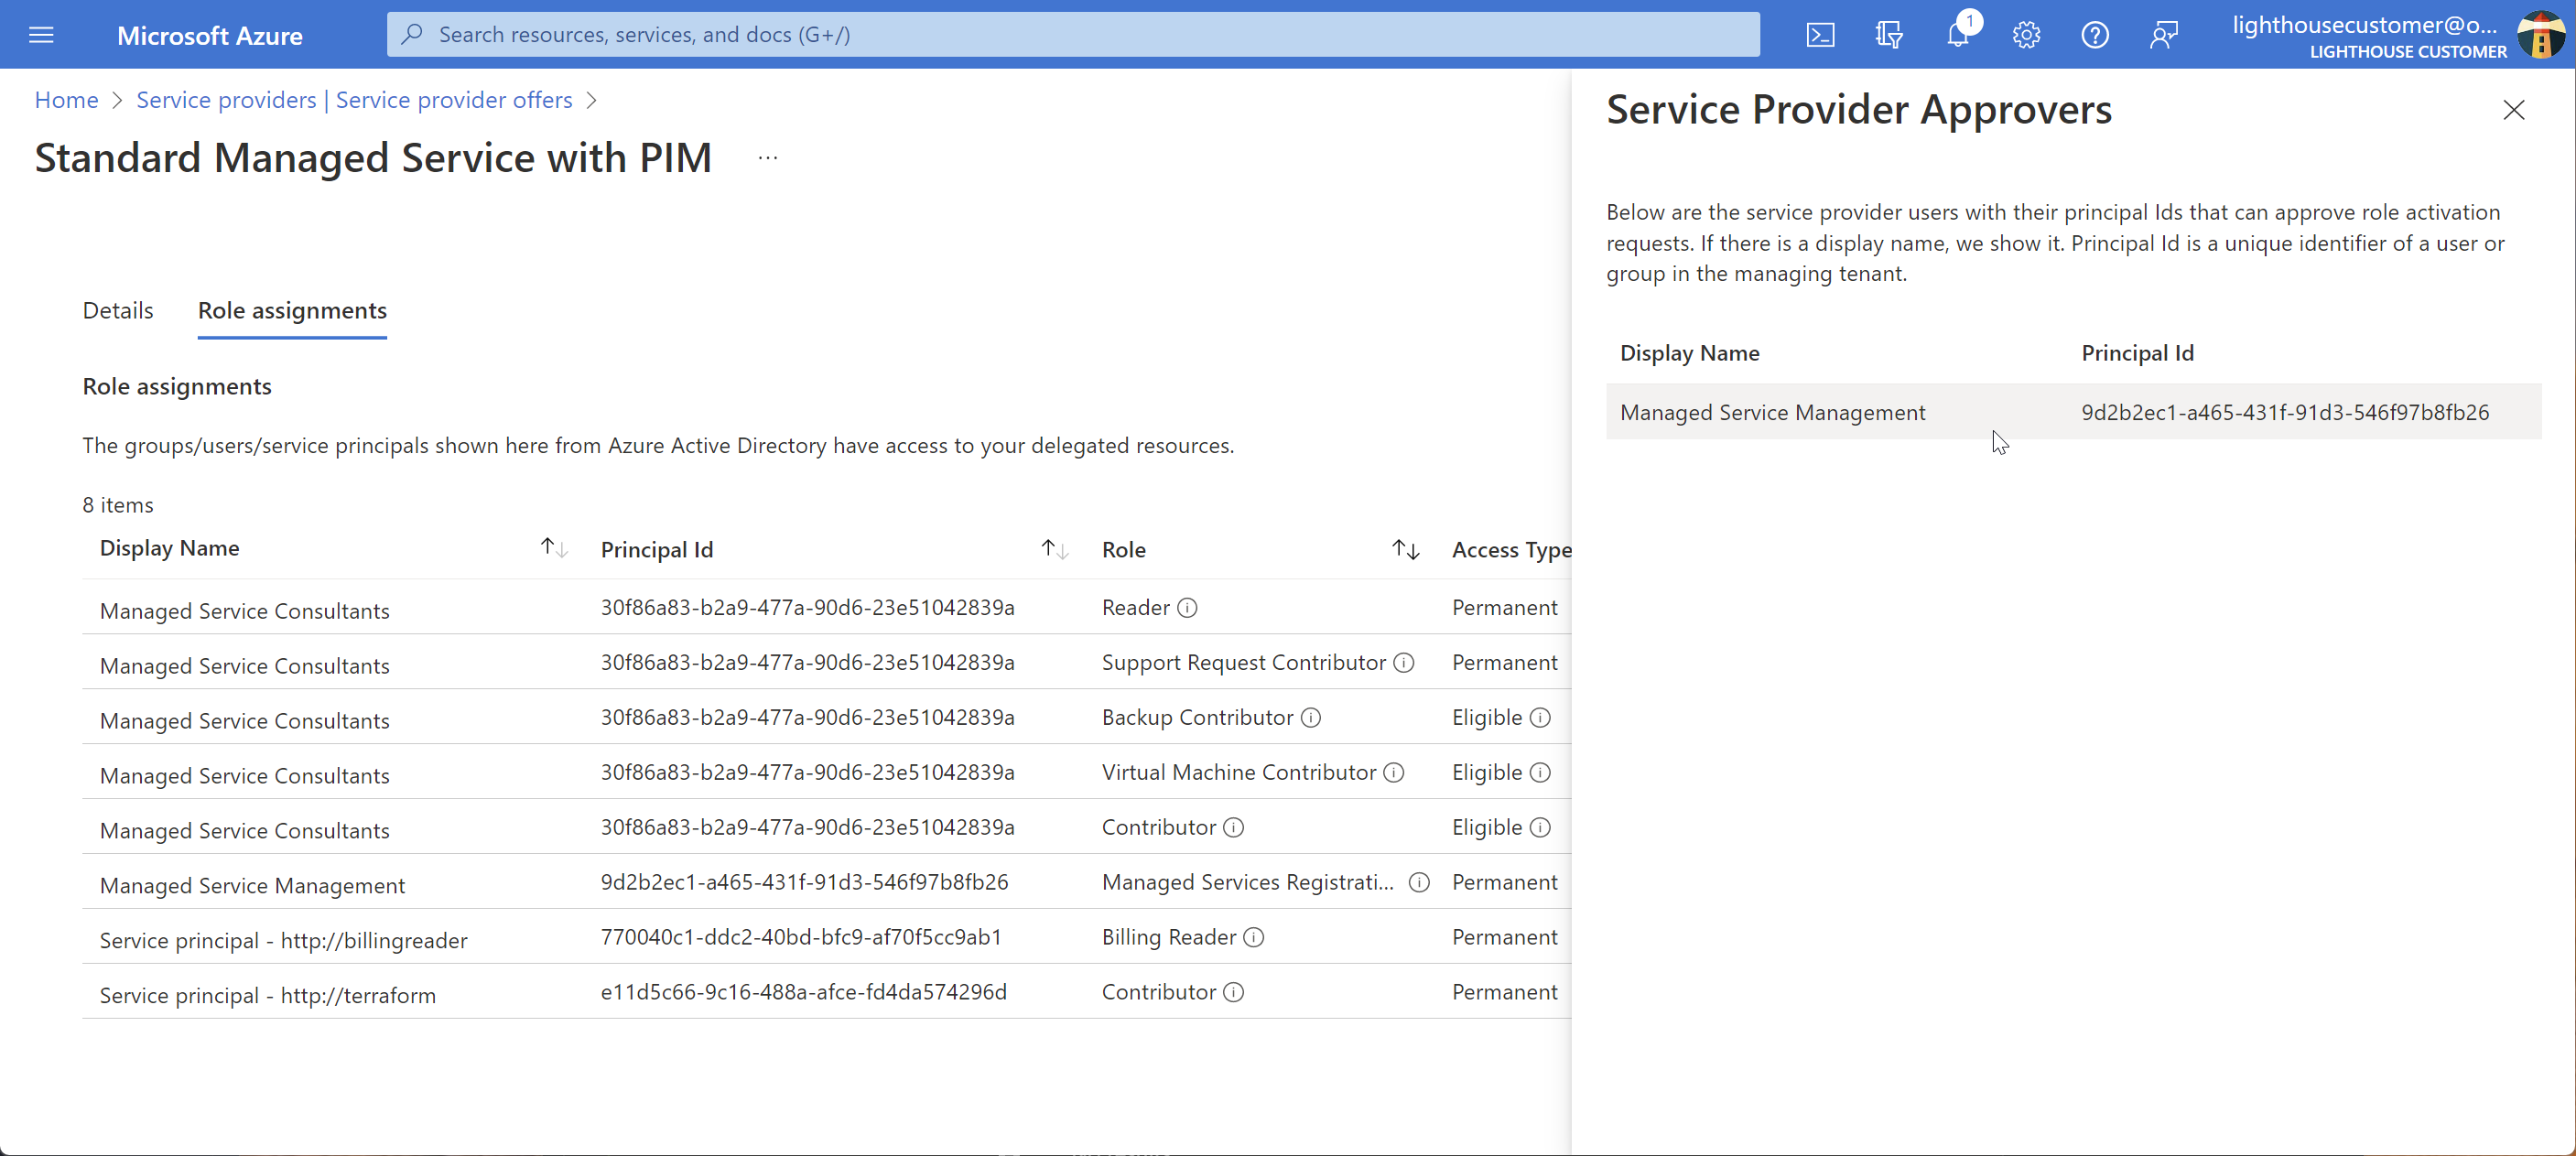 Microsoft Azure
Search resources, services, and docs (G+/)
1
lighthousecustomer@o...
LIGHTHOUSE CUSTOMER
Home > Service providers | Service provider offers >
Standard Managed Service with PIM ...
Details Role assignments
Role assignments
The groups/users/service principals shown here from Azure Active Directory have access to your delegated resources.
8 items
Display Name Principal Id Role Access Type
Managed Service Consultants 30f86a83-b2a9-477a-90d6-23e51042839a Reader Permanent
Managed Service Consultants 30f86a83-b2a9-477a-90d6-23e51042839a Support Request Contributor Permanent
Managed Service Consultants 30f86a83-b2a9-477a-90d6-23e51042839a Backup Contributor Eligible
Managed Service Consultants 30f86a83-b2a9-477a-90d6-23e51042839a Virtual Machine Contributor Eligible
Managed Service Consultants 30f86a83-b2a9-477a-90d6-23e51042839a Contributor Eligible
Managed Service Management 9d2b2ec1-a465-431f-91d3-546f97b8fb26 Managed Services Registrati... Permanent
Service principal - http://billingreader 770040c1-ddc2-40bd-bfc9-af70f5cc9ab1 Billing Reader Permanent
Service principal - http://terraform e11d5c66-9c16-488a-afce-fd4da574296d Contributor Permanent
Service Provider Approvers
Below are the service provider users with their principal Ids that can approve role activation
requests. If there is a display name, we show it. Principal Id is a unique identifier of a user or
group in the managing tenant.
Display Name Principal Id
Managed Service Management 9d2b2ec1-a465-431f-91d3-546f97b8fb26